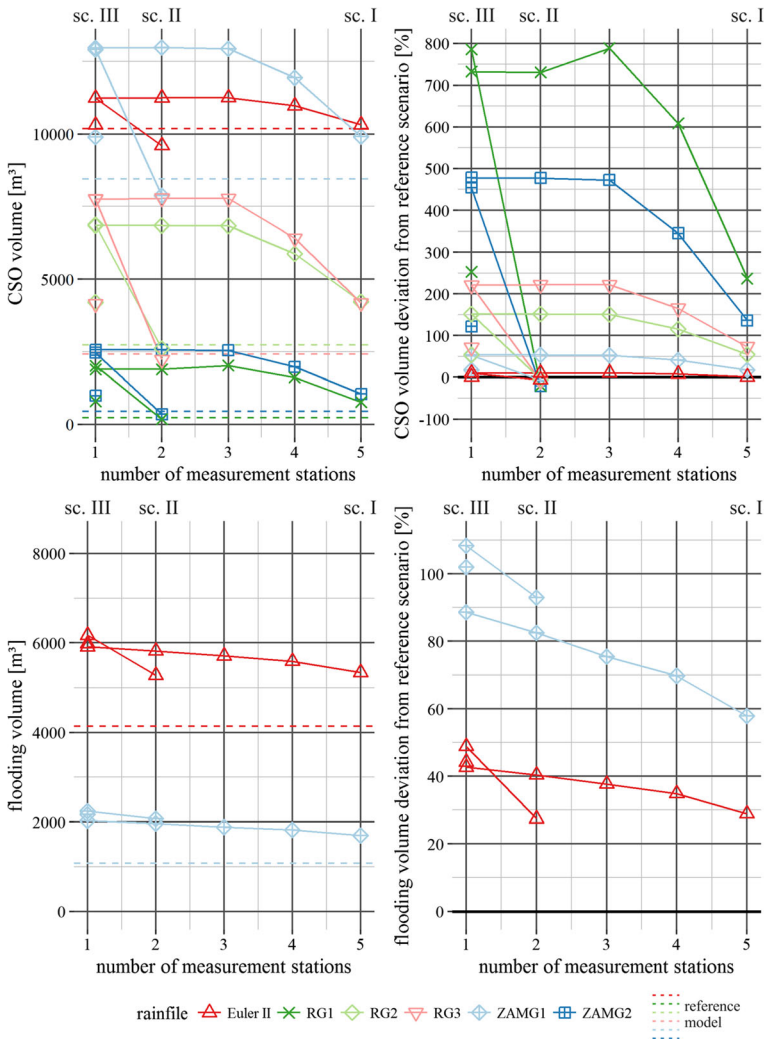 sc. III sc. II sc. I
CSO volume [m³]
10000
5000
0
1 2 3 4 5
number of measurement stations
sc. III sc. II sc. I
CSO volume deviation from reference scenario [%]
800
700
600
500
400
300
200
100
0
-100
1 2 3 4 5
number of measurement stations
sc. III sc. II sc. I
flooding volume [m³]
8000
6000
4000
2000
0
1 2 3 4 5
number of measurement stations
sc. III sc. II sc. I
flooding volume deviation from reference scenario [%]
100
80
60
40
20
0
1 2 3 4 5
number of measurement stations
rainfile Euler II RG1 RG2 RG3 ZAMG1 ZAMG2
reference
model